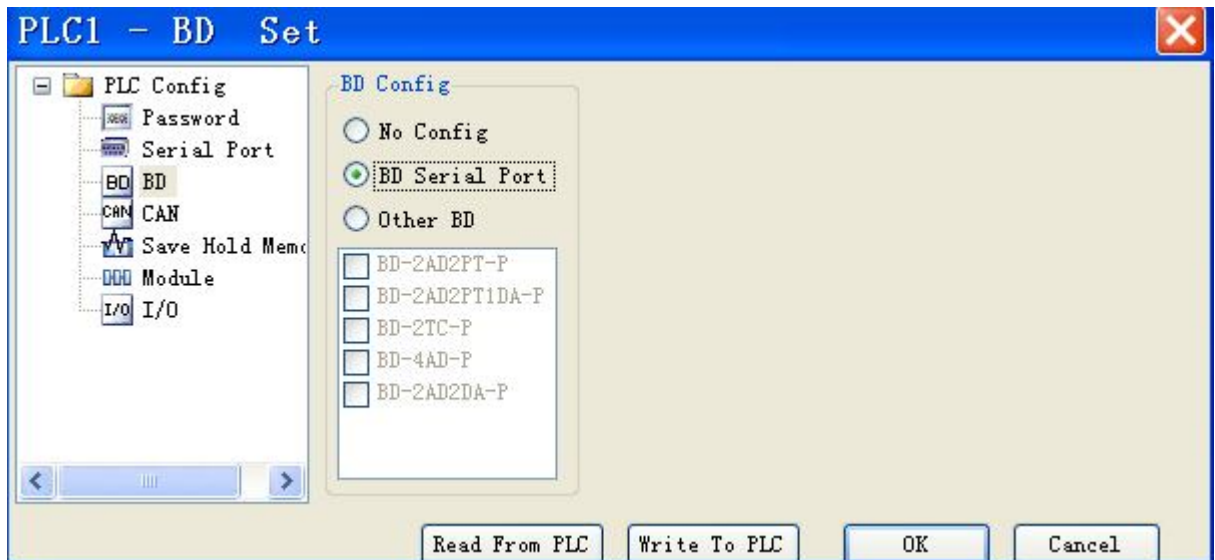 PLC1 - BD Set
PLC Config
Password
Serial Port
BD BD
CAN CAN
Save Hold Memo
Module
I/O I/O
BD Config
No Config
BD Serial Port
Other BD
BD-2AD2PT-P
BD-2AD2PT1DA-P
BD-2TC-P
BD-4AD-P
BD-2AD2DA-P
Read From PLC
Write To PLC
OK
Cancel